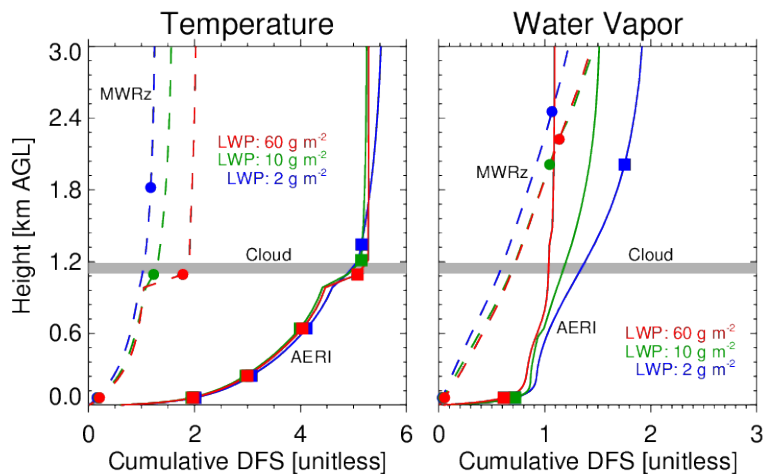 Temperature
Water Vapor
Height [km AGL]
3.0
2.4
1.8
1.2
0.6
0.0
MWRz
LWP: 60 g m⁻²
LWP: 10 g m⁻²
LWP: 2 g m⁻²
Cloud
AERI
0 2 4 6
Cumulative DFS [unitless]
MWRz
Cloud
AERI
LWP: 60 g m⁻²
LWP: 10 g m⁻²
LWP: 2 g m⁻²
0 1 2 3
Cumulative DFS [unitless]